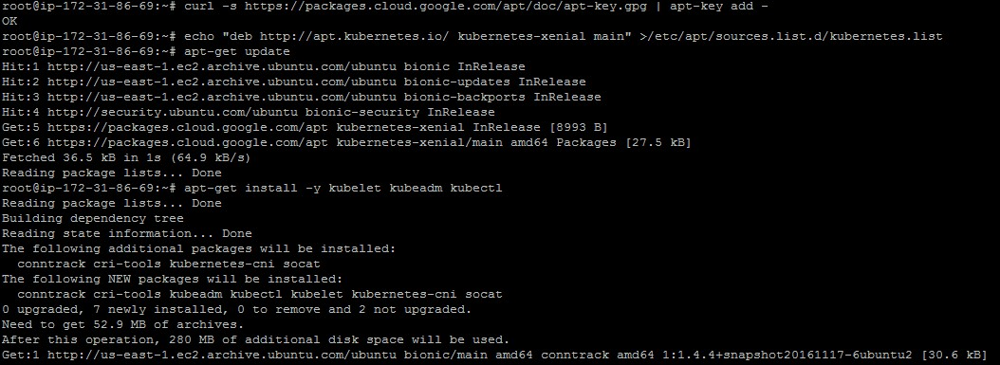 root@ip-172-31-86-69:~# curl -s https://packages.cloud.google.com/apt/doc/apt-key.gpg | apt-key add -
OK
root@ip-172-31-86-69:~# echo "deb http://apt.kubernetes.io/ kubernetes-xenial main" >/etc/apt/sources.list.d/kubernetes.list
root@ip-172-31-86-69:~# apt-get update
Hit:1 http://us-east-1.ec2.archive.ubuntu.com/ubuntu bionic InRelease
Hit:2 http://us-east-1.ec2.archive.ubuntu.com/ubuntu bionic-updates InRelease
Hit:3 http://us-east-1.ec2.archive.ubuntu.com/ubuntu bionic-backports InRelease
Hit:4 http://security.ubuntu.com/ubuntu bionic-security InRelease
Get:5 https://packages.cloud.google.com/apt kubernetes-xenial InRelease [8993 B]
Get:6 https://packages.cloud.google.com/apt kubernetes-xenial/main amd64 Packages [27.5 kB]
Fetched 36.5 kB in 1s (64.9 kB/s)
Reading package lists... Done
root@ip-172-31-86-69:~# apt-get install -y kubelet kubeadm kubectl
Reading package lists... Done
Building dependency tree
Reading state information... Done
The following additional packages will be installed:
  conntrack cri-tools kubernetes-cni socat
The following NEW packages will be installed:
  conntrack cri-tools kubeadm kubectl kubelet kubernetes-cni socat
0 upgraded, 7 newly installed, 0 to remove and 2 not upgraded.
Need to get 52.9 MB of archives.
After this operation, 280 MB of additional disk space will be used.
Get:1 http://us-east-1.ec2.archive.ubuntu.com/ubuntu bionic/main amd64 conntrack amd64 1:1.4.4+snapshot20161117-6ubuntu2 [30.6 kB]